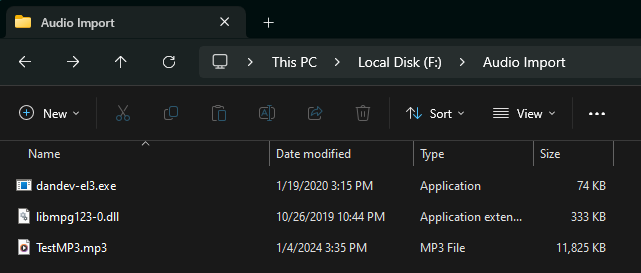 Audio Import
This PC > Local Disk (F:) > Audio Import
New Sort View
Name Date modified Type Size
dandev-el3.exe 1/19/2020 3:15 PM Application 74 KB
libmpg123-0.dll 10/26/2019 10:44 PM Application exten... 333 KB
TestMP3.mp3 1/4/2024 3:35 PM MP3 File 11,825 KB